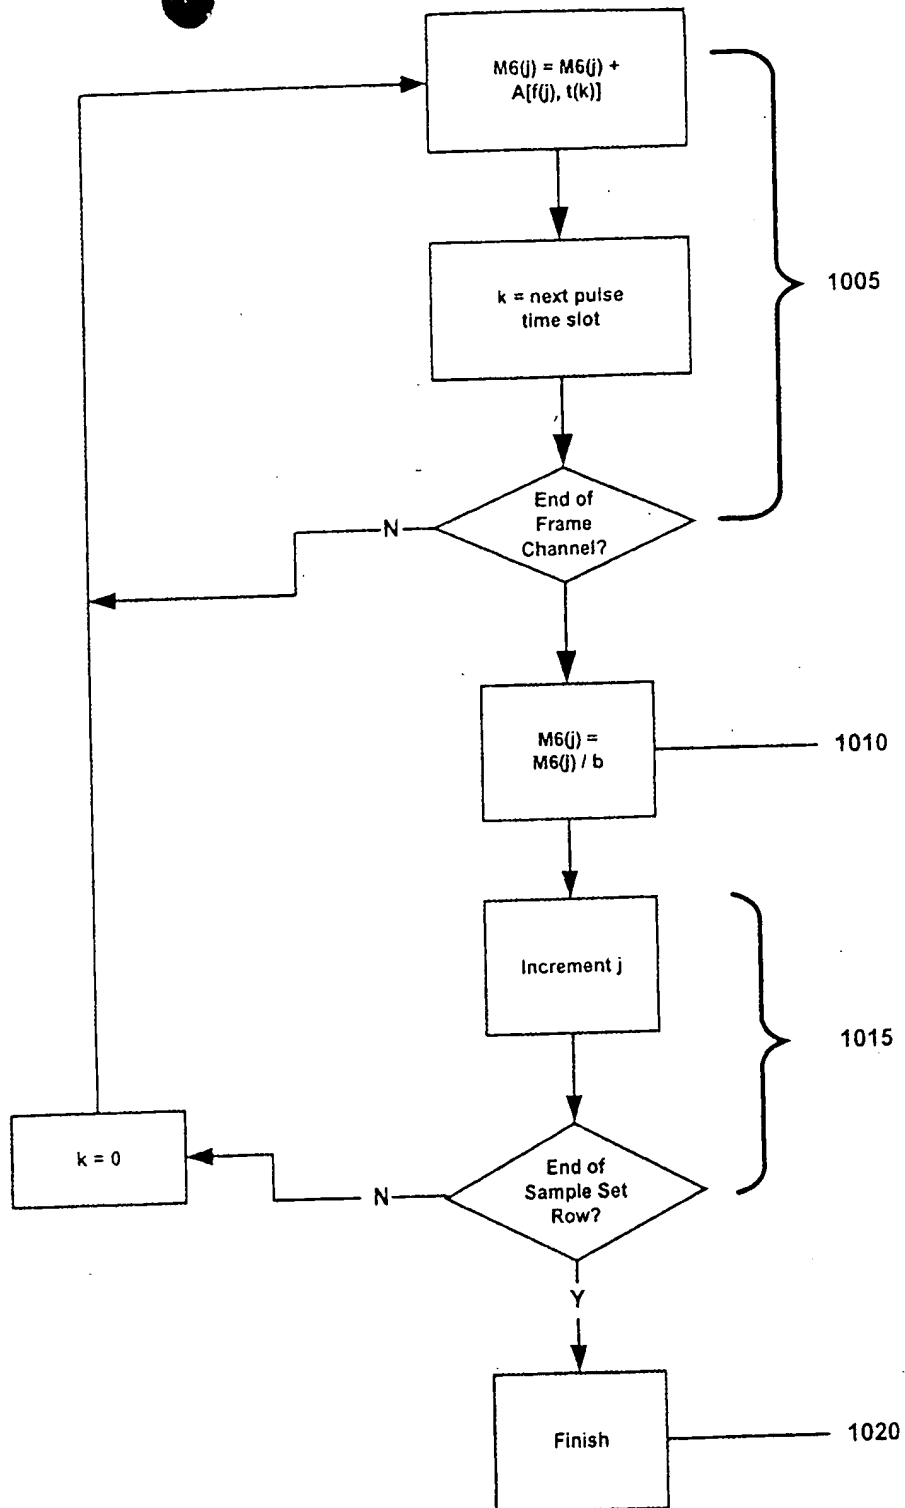 M6(j) = M6(j) +
A[f(j), t(k)]
k = next pulse
time slot
1005
End of
Frame
Channel?
N
M6(j) =
M6(j) / b
1010
Increment j
1015
k = 0
End of
Sample Set
Row?
N
Y
Finish
1020